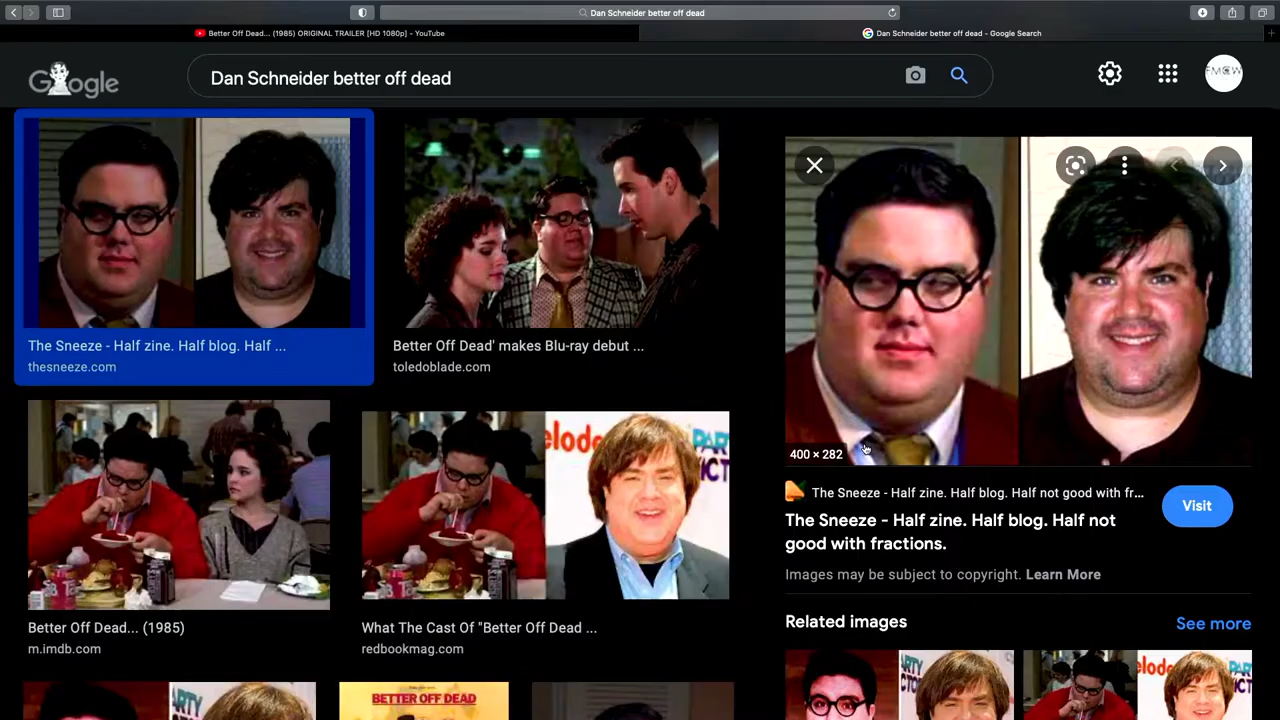 Dan Schneider better off dead
Better Off Dead... (1985) ORIGINAL TRAILER [HD 1080p] - YouTube
Dan Schneider better off dead - Google Search
Google
Dan Schneider better off dead
FMCW
The Sneeze - Half zine. Half blog. Half ...
thesneeze.com
Better Off Dead' makes Blu-ray debut ...
toledoblade.com
400 × 282
The Sneeze - Half zine. Half blog. Half not good with fr...
Visit
The Sneeze - Half zine. Half blog. Half not
good with fractions.
Images may be subject to copyright. Learn More
elode
PAR
Better Off Dead... (1985)
m.imdb.com
What The Cast Of "Better Off Dead ...
redbookmag.com
Related images
See more
BETTER OFF DEAD